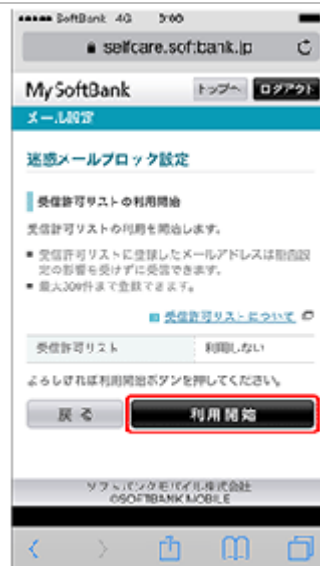 SoftBank 4G 5:00
selfcare.softbank.jp
My SoftBank トップへ ログアウト
メール設定
迷惑メールブロック設定
受信許可リストの利用開始
受信許可リストの利用を開始します。
■ 受信許可リストに登録したメールアドレスは他の設
定の影響を受けずに受信できます。
■ 最大300件まで登録できます。
受信許可リストについて
受信許可リスト 利用しない
よろしければ利用開始ボタンを押してください。
戻る 利用開始
ソフトバンクモバイル株式会社
©SOFTBANK MOBILE